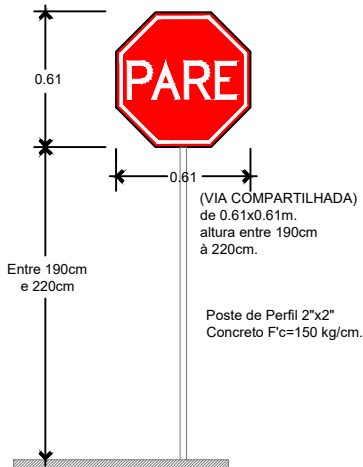 0.61
PARE
0.61
(VIA COMPARTILHADA)
de 0.61x0.61m.
altura entre 190cm
à 220cm.
Entre 190cm
e 220cm
Poste de Perfil 2"x2"
Concreto F'c=150 kg/cm.